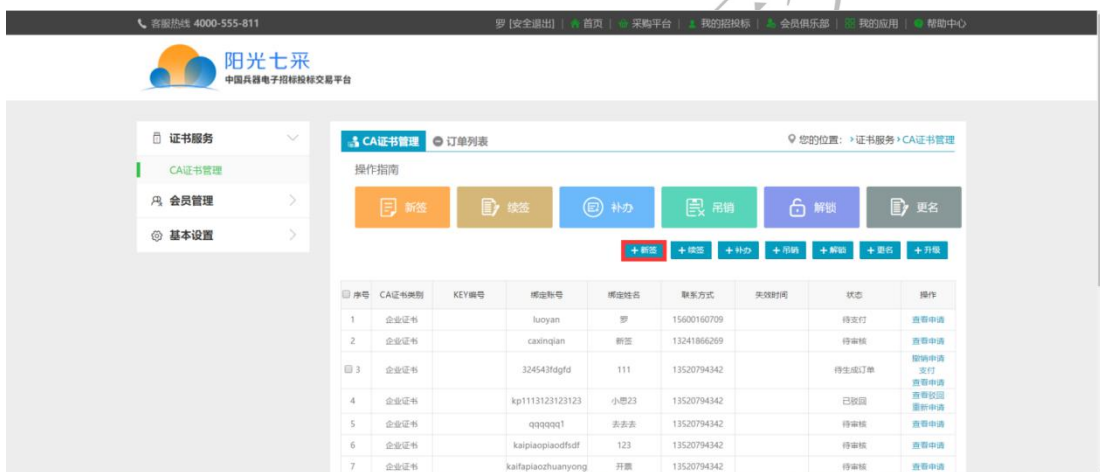 客服热线 4000-555-811
罗 [安全退出] | 首页 | 采购平台 | 我的招投标 | 会员俱乐部 | 我的应用 | 帮助中心
阳光七采
中国兵器电子招标投标交易平台
证书服务
CA证书管理
会员管理
基本设置
CA证书管理 订单列表 您的位置: >证书服务>CA证书管理
操作指南
新签 续签 补办 吊销 解锁 更名
+新签 +续签 +补办 +吊销 +解锁 +更名 +升级
序号 CA证书类别 KEY编号 绑定账号 绑定姓名 联系方式 失效时间 状态 操作
1 企业证书 luoyan 罗 15600160709 待支付 查看申请
2 企业证书 caxinqian 新签 13241866269 待审核 查看申请
3 企业证书 324543fdgfd 111 13520794342 待生成订单 撤销申请
支付
查看申请
4 企业证书 kp1113123123123 小思23 13520794342 已驳回 查看驳回
重新申请
5 企业证书 qqqqqq1 去去去 13520794342 待审核 查看申请
6 企业证书 kaipiaopiaodfsdf 123 13520794342 待审核 查看申请
7 企业证书 kaifapiaozhuanyong 开票 13520794342 待审核 查看申请